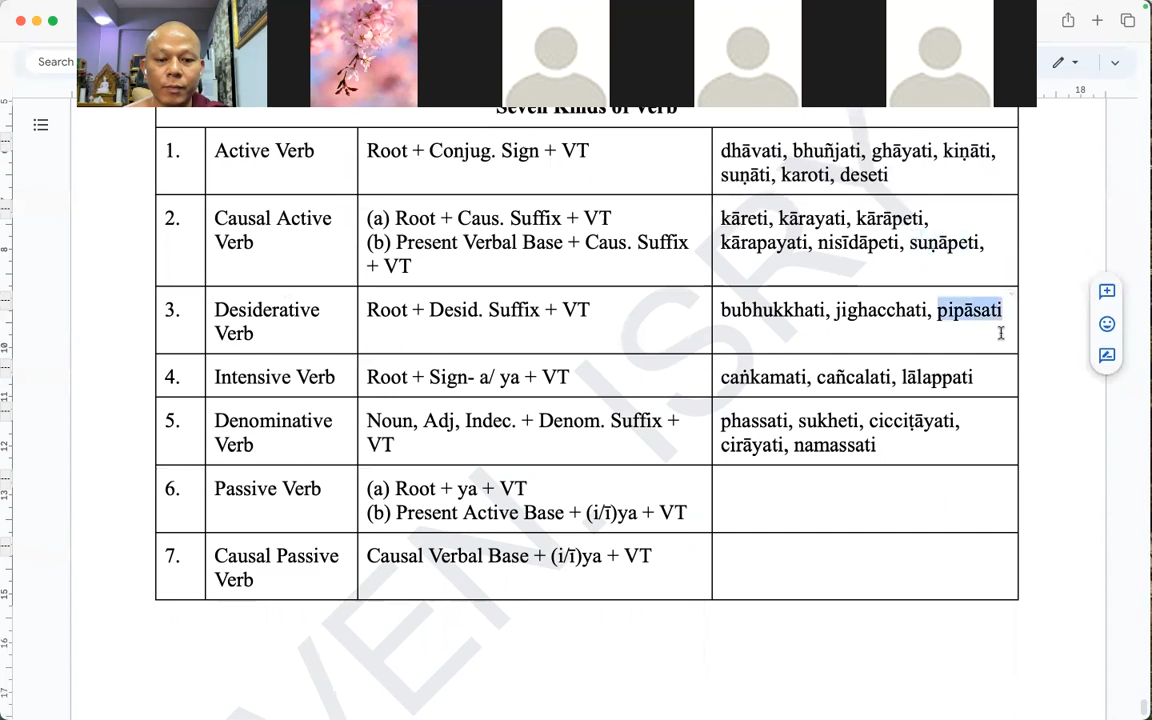 Search
18
Seven Kinds of Verb
1. Active Verb Root + Conjug. Sign + VT dhāvati, bhuñjati, ghāyati, kiṇāti,
suṇāti, karoti, deseti
2. Causal Active (a) Root + Caus. Suffix + VT kāreti, kārayati, kārāpeti,
Verb (b) Present Verbal Base + Caus. Suffix kārapayati, nisīdāpeti, suṇāpeti,
+ VT
3. Desiderative Root + Desid. Suffix + VT bubhukkhati, jighacchati, pipāsati
Verb
4. Intensive Verb Root + Sign- a/ ya + VT caṅkamati, cañcalati, lālappati
5. Denominative Noun, Adj, Indec. + Denom. Suffix + phassati, sukheti, cicciṭāyati,
Verb VT cirāyati, namassati
6. Passive Verb (a) Root + ya + VT
(b) Present Active Base + (i/ī)ya + VT
7. Causal Passive Causal Verbal Base + (i/ī)ya + VT
Verb
VEN. ISRY